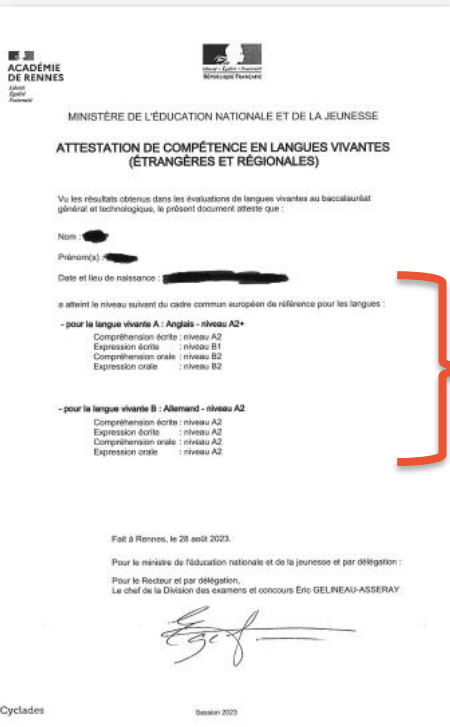 ACADÉMIE
DE RENNES
Liberté
Égalité
Fraternité
Liberté • Égalité • Fraternité
RÉPUBLIQUE FRANÇAISE
MINISTÈRE DE L'ÉDUCATION NATIONALE ET DE LA JEUNESSE
ATTESTATION DE COMPÉTENCE EN LANGUES VIVANTES
(ÉTRANGÈRES ET RÉGIONALES)
Vu les résultats obtenus dans les évaluations de langues vivantes au baccalauréat
général et technologique, le présent document atteste que :
Nom :
Prénom(s) :
Date et lieu de naissance :
a atteint le niveau suivant du cadre commun européen de référence pour les langues :
- pour la langue vivante A : Anglais - niveau A2+
Compréhension écrite : niveau A2
Expression écrite : niveau B1
Compréhension orale : niveau B2
Expression orale : niveau B2
- pour la langue vivante B : Allemand - niveau A2
Compréhension écrite : niveau A2
Expression écrite : niveau A2
Compréhension orale : niveau A2
Expression orale : niveau A2
Fait à Rennes, le 28 août 2023.
Pour le ministre de l'éducation nationale et de la jeunesse et par délégation :
Pour le Recteur et par délégation,
Le chef de la Division des examens et concours Éric GELINEAU-ASSERAY
Cyclades
Session 2023